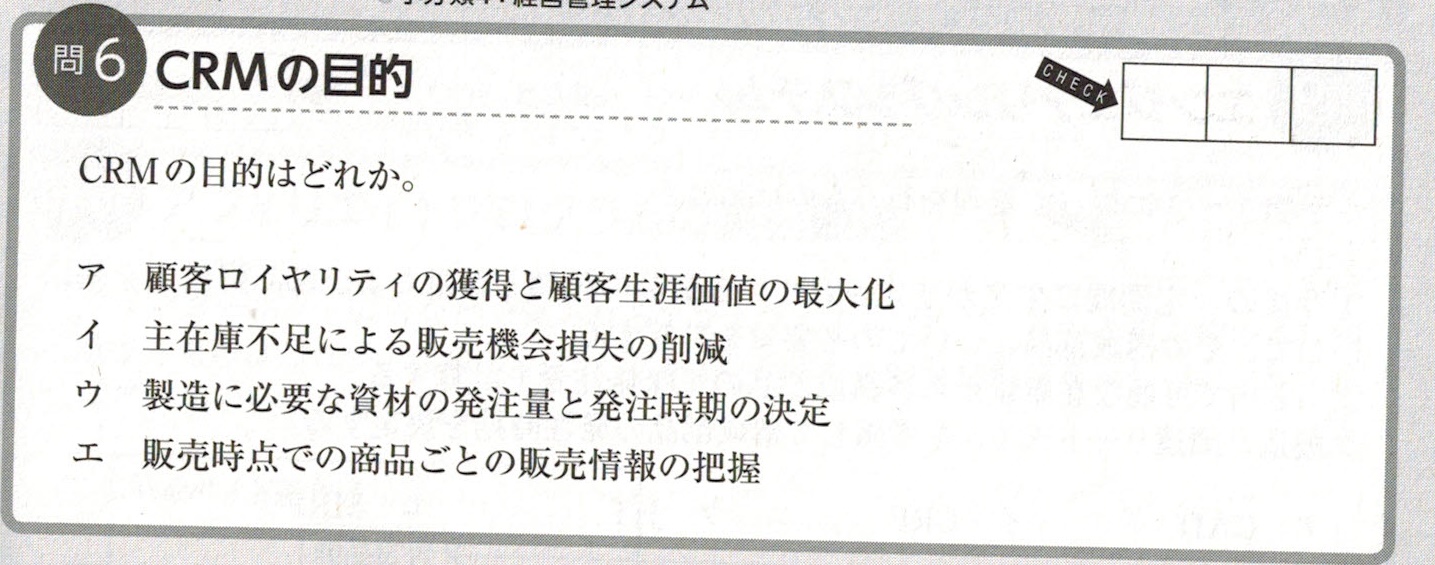 問6 CRMの目的
CHECK
CRMの目的はどれか。
ア 顧客ロイヤリティの獲得と顧客生涯価値の最大化
イ 主在庫不足による販売機会損失の削減
ウ 製造に必要な資材の発注量と発注時期の決定
エ 販売時点での商品ごとの販売情報の把握